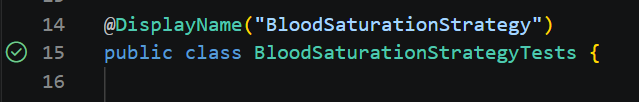 14
@DisplayName("BloodSaturationStrategy")
15 public class BloodSaturationStrategyTests {
16